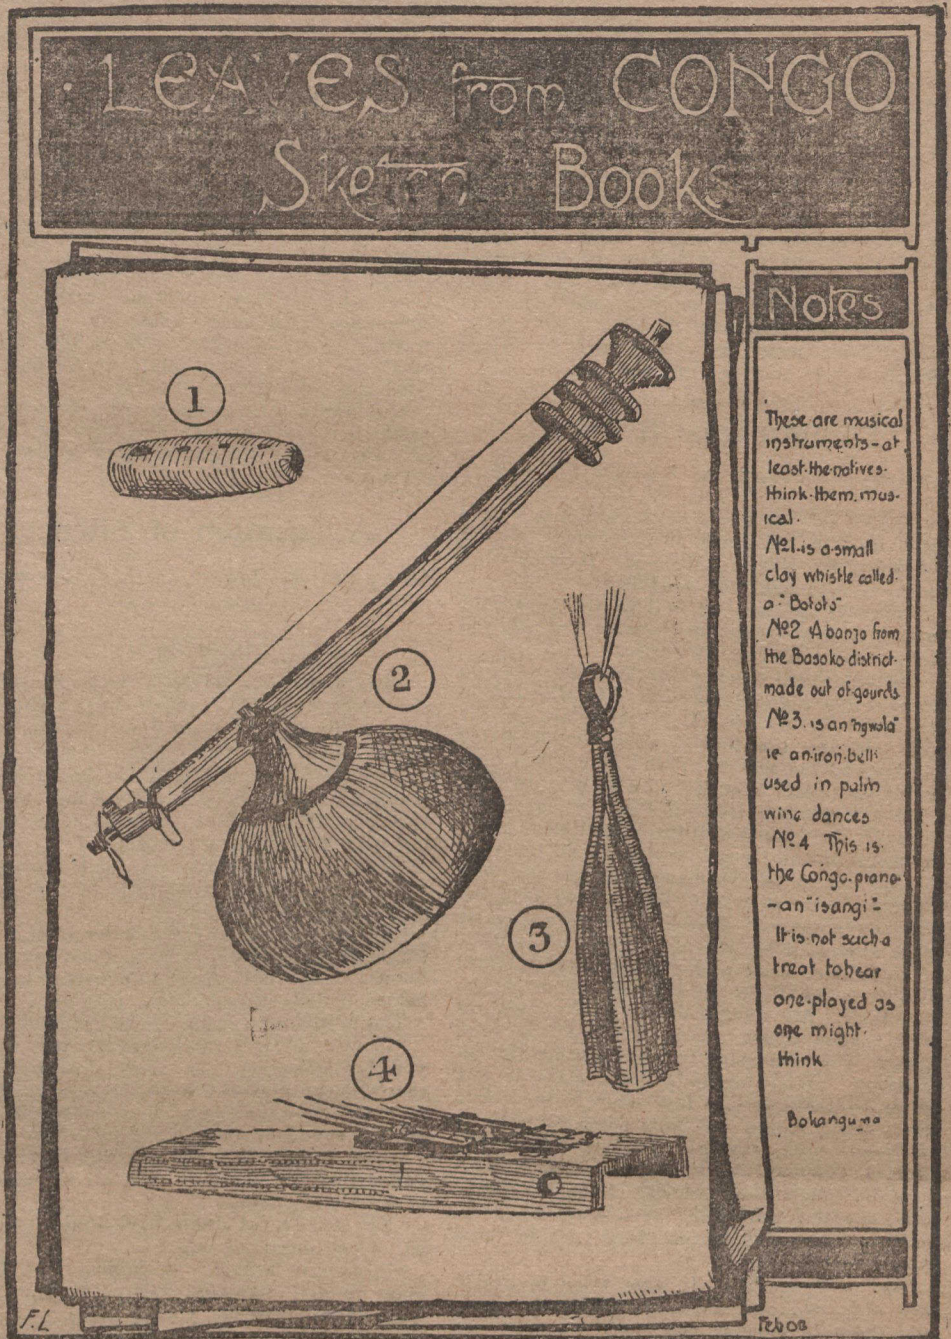 LEAVES from CONGO
Sketch Books
Notes
1
2
3
4
These are musical
instruments - at
least the natives
think them mus-
ical.
No1. is a small
clay whistle called
a "Bototo"
No2 A banjo from
the Basoko district
made out of gourds
No3. is an "ngwola"
ie an iron bell
used in palm
wine dances
No4 This is
the Congo piano
- an "isangi" -
It is not such a
treat to hear
one played as
one might
think
F.L